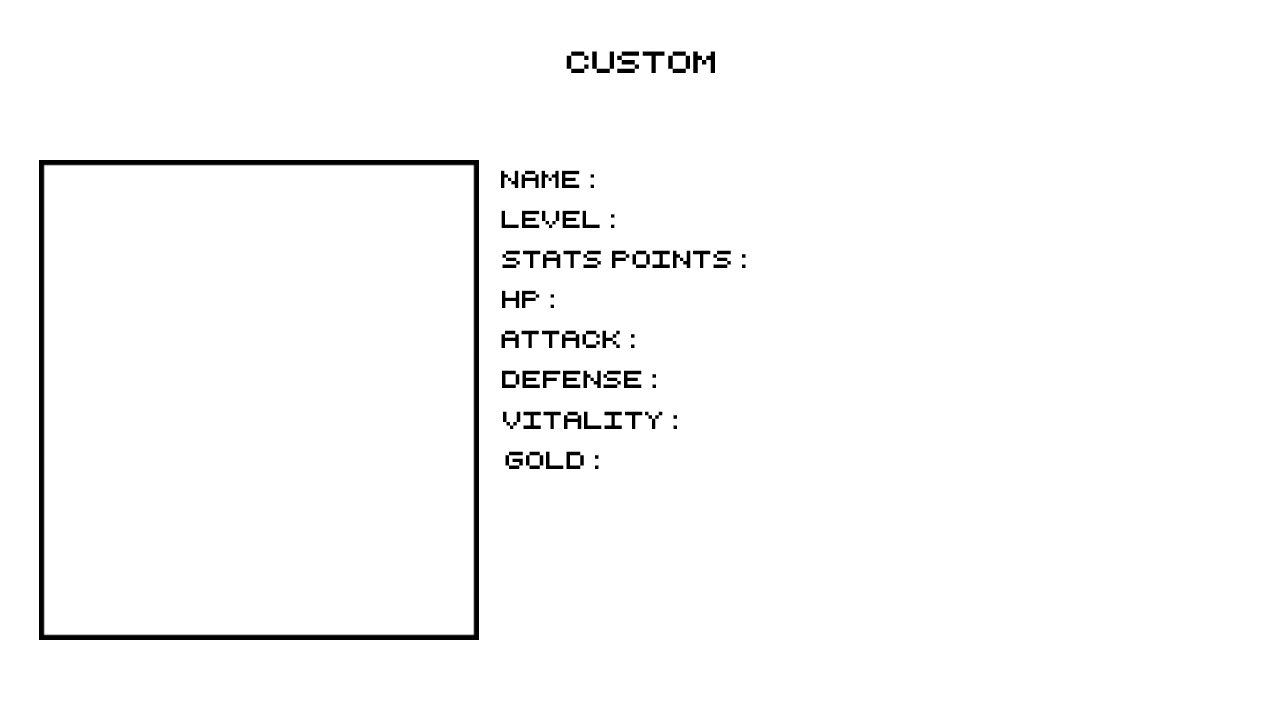 CUSTOM
NAME :
LEVEL :
STATS POINTS :
HP :
ATTACK :
DEFENSE :
VITALITY :
GOLD :